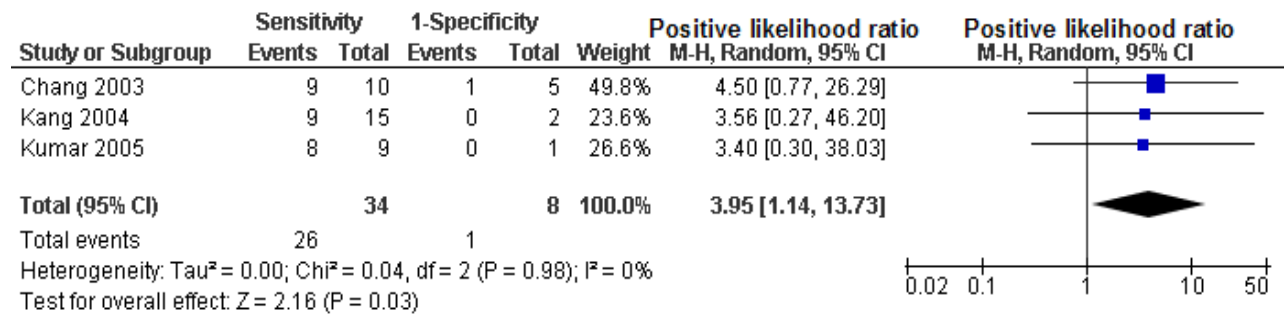 Sensitivity 1-Specificity Positive likelihood ratio Positive likelihood ratio
Study or Subgroup Events Total Events Total Weight M-H, Random, 95% CI M-H, Random, 95% CI
Chang 2003 9 10 1 5 49.8% 4.50 [0.77, 26.29]
Kang 2004 9 15 0 2 23.6% 3.56 [0.27, 46.20]
Kumar 2005 8 9 0 1 26.6% 3.40 [0.30, 38.03]
Total (95% CI) 34 8 100.0% 3.95 [1.14, 13.73]
Total events 26 1
Heterogeneity: Tau² = 0.00; Chi² = 0.04, df = 2 (P = 0.98); I² = 0%
Test for overall effect: Z = 2.16 (P = 0.03)
0.02 0.1 1 10 50